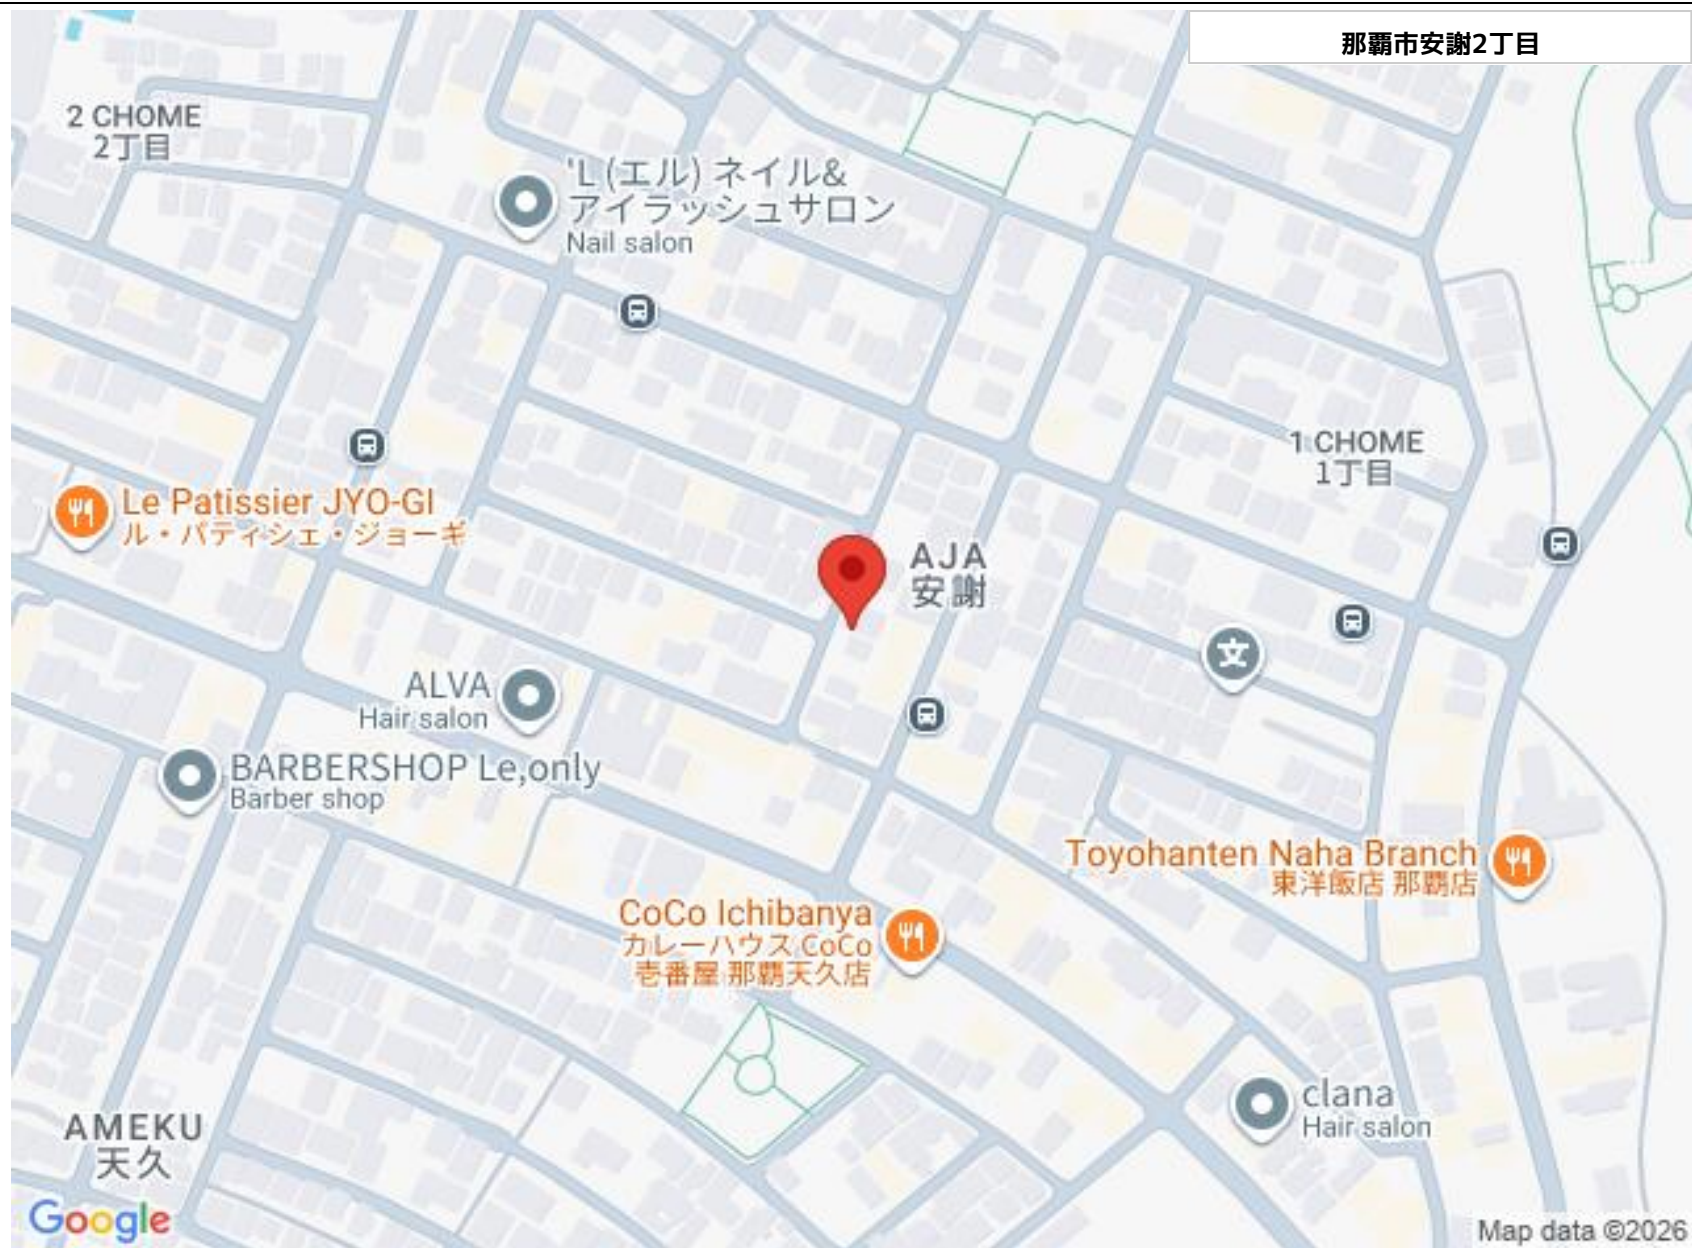 那覇市安謝2丁目
2 CHOME
2丁目
'L (エル) ネイル&
アイラッシュサロン
Nail salon
1 CHOME
1丁目
Le Patissier JYO-GI
ル・パティシェ・ジョーギ
AJA
安謝
文
ALVA
Hair salon
BARBERSHOP Le,only
Barber shop
Toyohanten Naha Branch
東洋飯店 那覇店
CoCo Ichibanya
カレーハウス CoCo
壱番屋 那覇天久店
clana
Hair salon
AMEKU
天久
Google
Map data ©2026